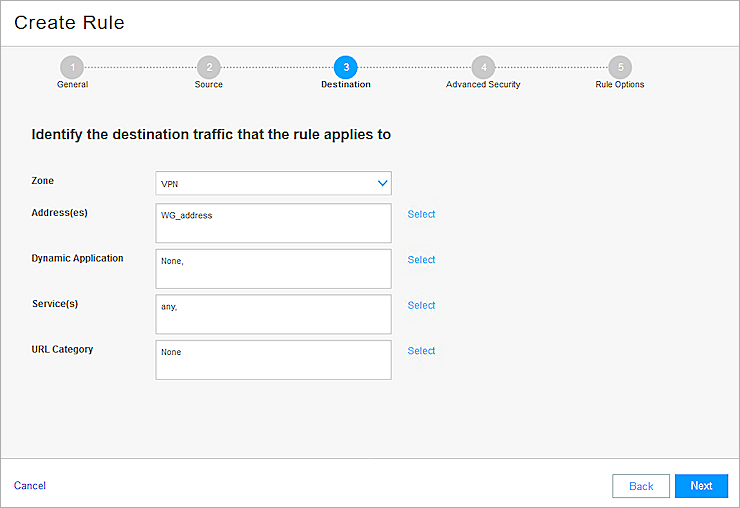 Create Rule
1 2 3 4 5
General Source Destination Advanced Security Rule Options
Identify the destination traffic that the rule applies to
Zone VPN
Address(es) WG_address Select
Dynamic Application None, Select
Service(s) any, Select
URL Category None Select
Cancel Back Next